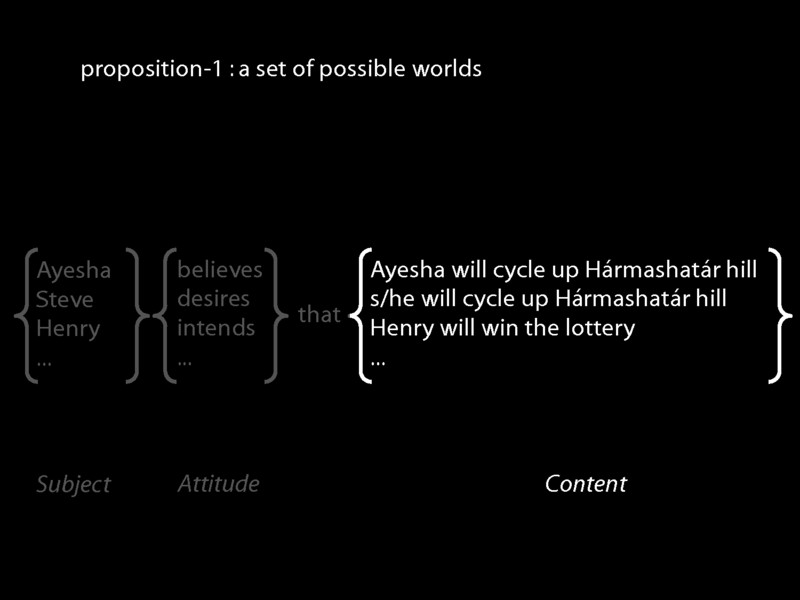 proposition-1 : a set of possible worlds
Ayesha believes Ayesha will cycle up Hármashatár hill
Steve desires s/he will cycle up Hármashatár hill
that
Henry intends Henry will win the lottery
... ... ...
Subject Attitude Content